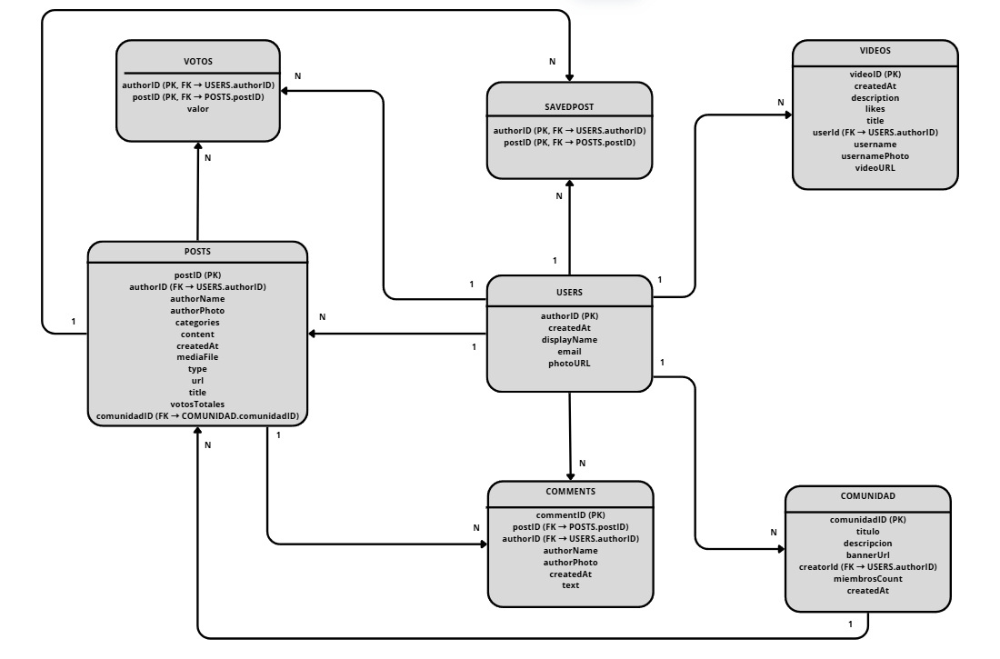 VOTOS
authorID (PK, FK → USERS.authorID)
postID (PK, FK → POSTS.postID)
valor
N
N
N
SAVEDPOST
authorID (PK, FK → USERS.authorID)
postID (PK, FK → POSTS.postID)
N
1
VIDEOS
videoID (PK)
createdAt
description
likes
title
userId (FK → USERS.authorID)
username
usernamePhoto
videoURL
N
1
POSTS
postID (PK)
authorID (FK → USERS.authorID)
authorName
authorPhoto
categories
content
createdAt
mediaFile
type
url
title
votosTotales
comunidadID (FK → COMUNIDAD.comunidadID)
1
N
1
1
N
1
USERS
authorID (PK)
createdAt
displayName
email
photoURL
1
N
N
COMMENTS
commentID (PK)
postID (FK → POSTS.postID)
authorID (FK → USERS.authorID)
authorName
authorPhoto
createdAt
text
N
COMUNIDAD
comunidadID (PK)
titulo
descripcion
bannerUrl
creatorId (FK → USERS.authorID)
miembrosCount
createdAt
1